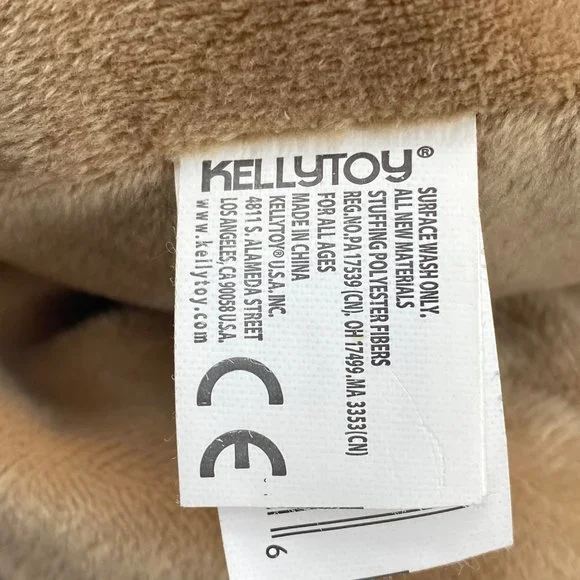 KELLYTOY®
SURFACE WASH ONLY.
ALL NEW MATERIALS
STUFFING POLYESTER FIBERS
REG.NO.PA 17539 (CN), OH 17499.MA 3353(CN)
FOR ALL AGES
MADE IN CHINA
KELLYTOY® U.S.A. INC.
4811 S. ALAMEDA STREET
LOS ANGELES, CA 90058 U.S.A.
www.kellytoy.com
CE
6